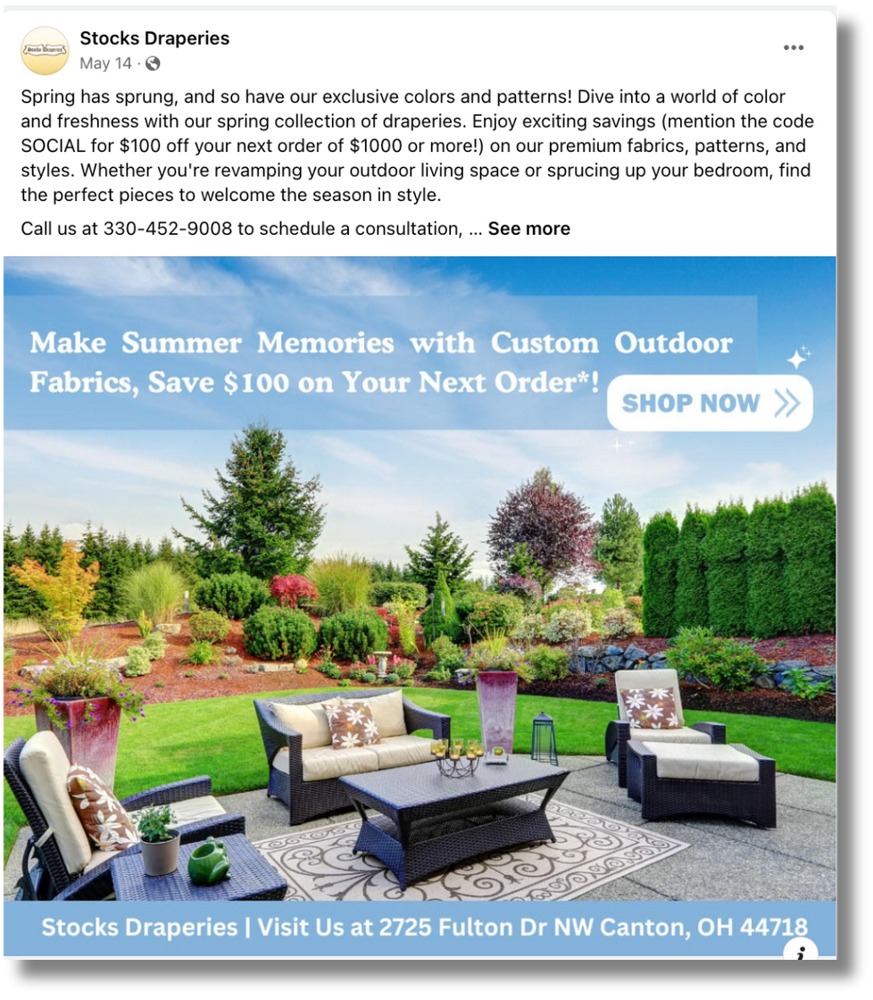 Stocks Draperies
Stocks Draperies
May 14 ·
Spring has sprung, and so have our exclusive colors and patterns! Dive into a world of color
and freshness with our spring collection of draperies. Enjoy exciting savings (mention the code
SOCIAL for $100 off your next order of $1000 or more!) on our premium fabrics, patterns, and
styles. Whether you're revamping your outdoor living space or sprucing up your bedroom, find
the perfect pieces to welcome the season in style.
Call us at 330-452-9008 to schedule a consultation, ... See more
Make Summer Memories with Custom Outdoor
Fabrics, Save $100 on Your Next Order*!
SHOP NOW
Stocks Draperies | Visit Us at 2725 Fulton Dr NW Canton, OH 44718
i